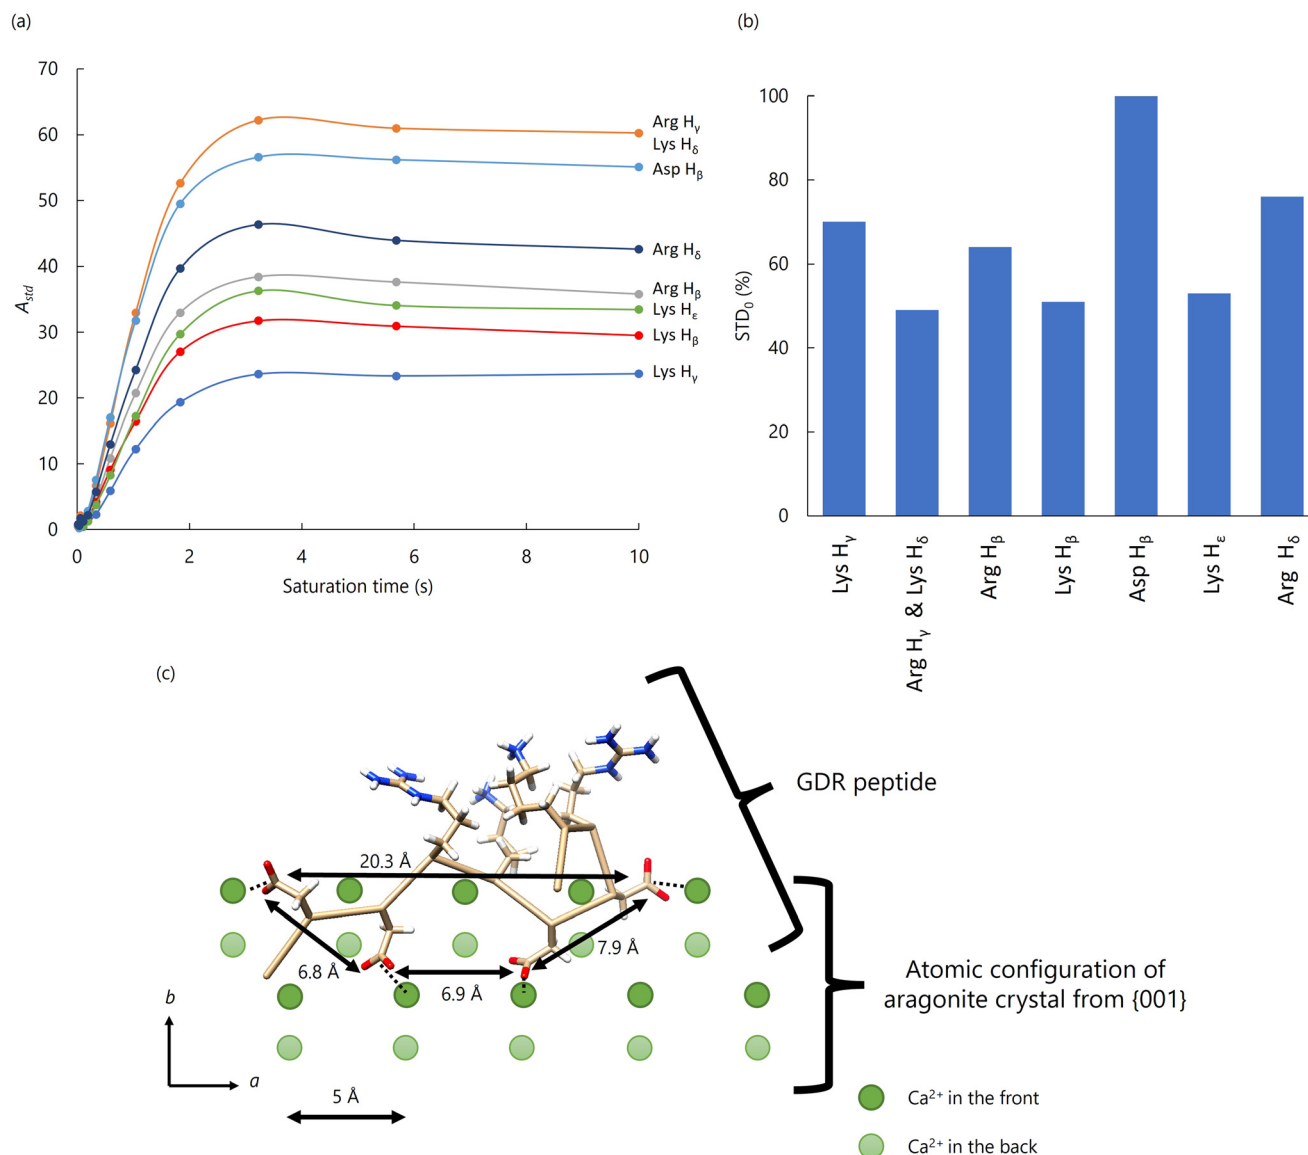 (a)
70
60
50
40
30
20
10
0
A_std
0 2 4 6 8 10
Saturation time (s)
Arg Hγ
Lys Hδ
Asp Hβ
Arg Hδ
Arg Hβ
Lys Hε
Lys Hβ
Lys Hγ
(b)
100
80
60
40
20
0
STD₀ (%)
Lys Hγ
Arg Hγ & Lys Hδ
Arg Hβ
Lys Hβ
Asp Hβ
Lys Hε
Arg Hδ
(c)
GDR peptide
20.3 Å
7.9 Å
6.8 Å
6.9 Å
Atomic configuration of
aragonite crystal from {001}
b
a
5 Å
Ca²⁺ in the front
Ca²⁺ in the back